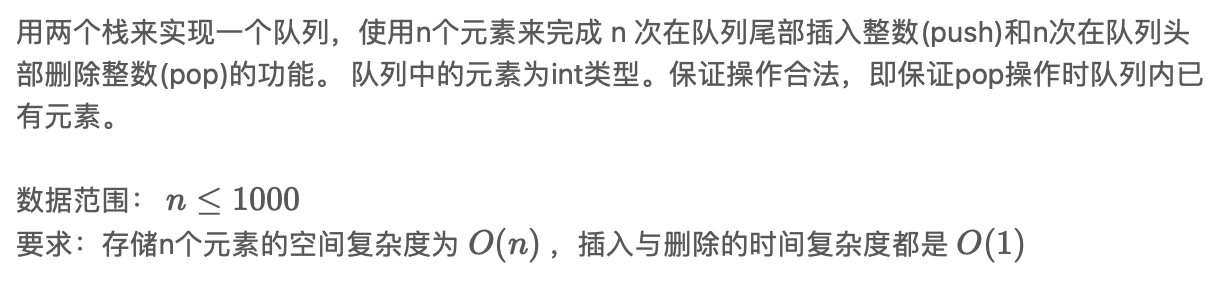 用两个栈来实现一个队列，使用n个元素来完成 n 次在队列尾部插入整数(push)和n次在队列头
部删除整数(pop)的功能。 队列中的元素为int类型。保证操作合法，即保证pop操作时队列内已
有元素。
数据范围： n ≤ 1000
要求：存储n个元素的空间复杂度为 O(n) ，插入与删除的时间复杂度都是 O(1)